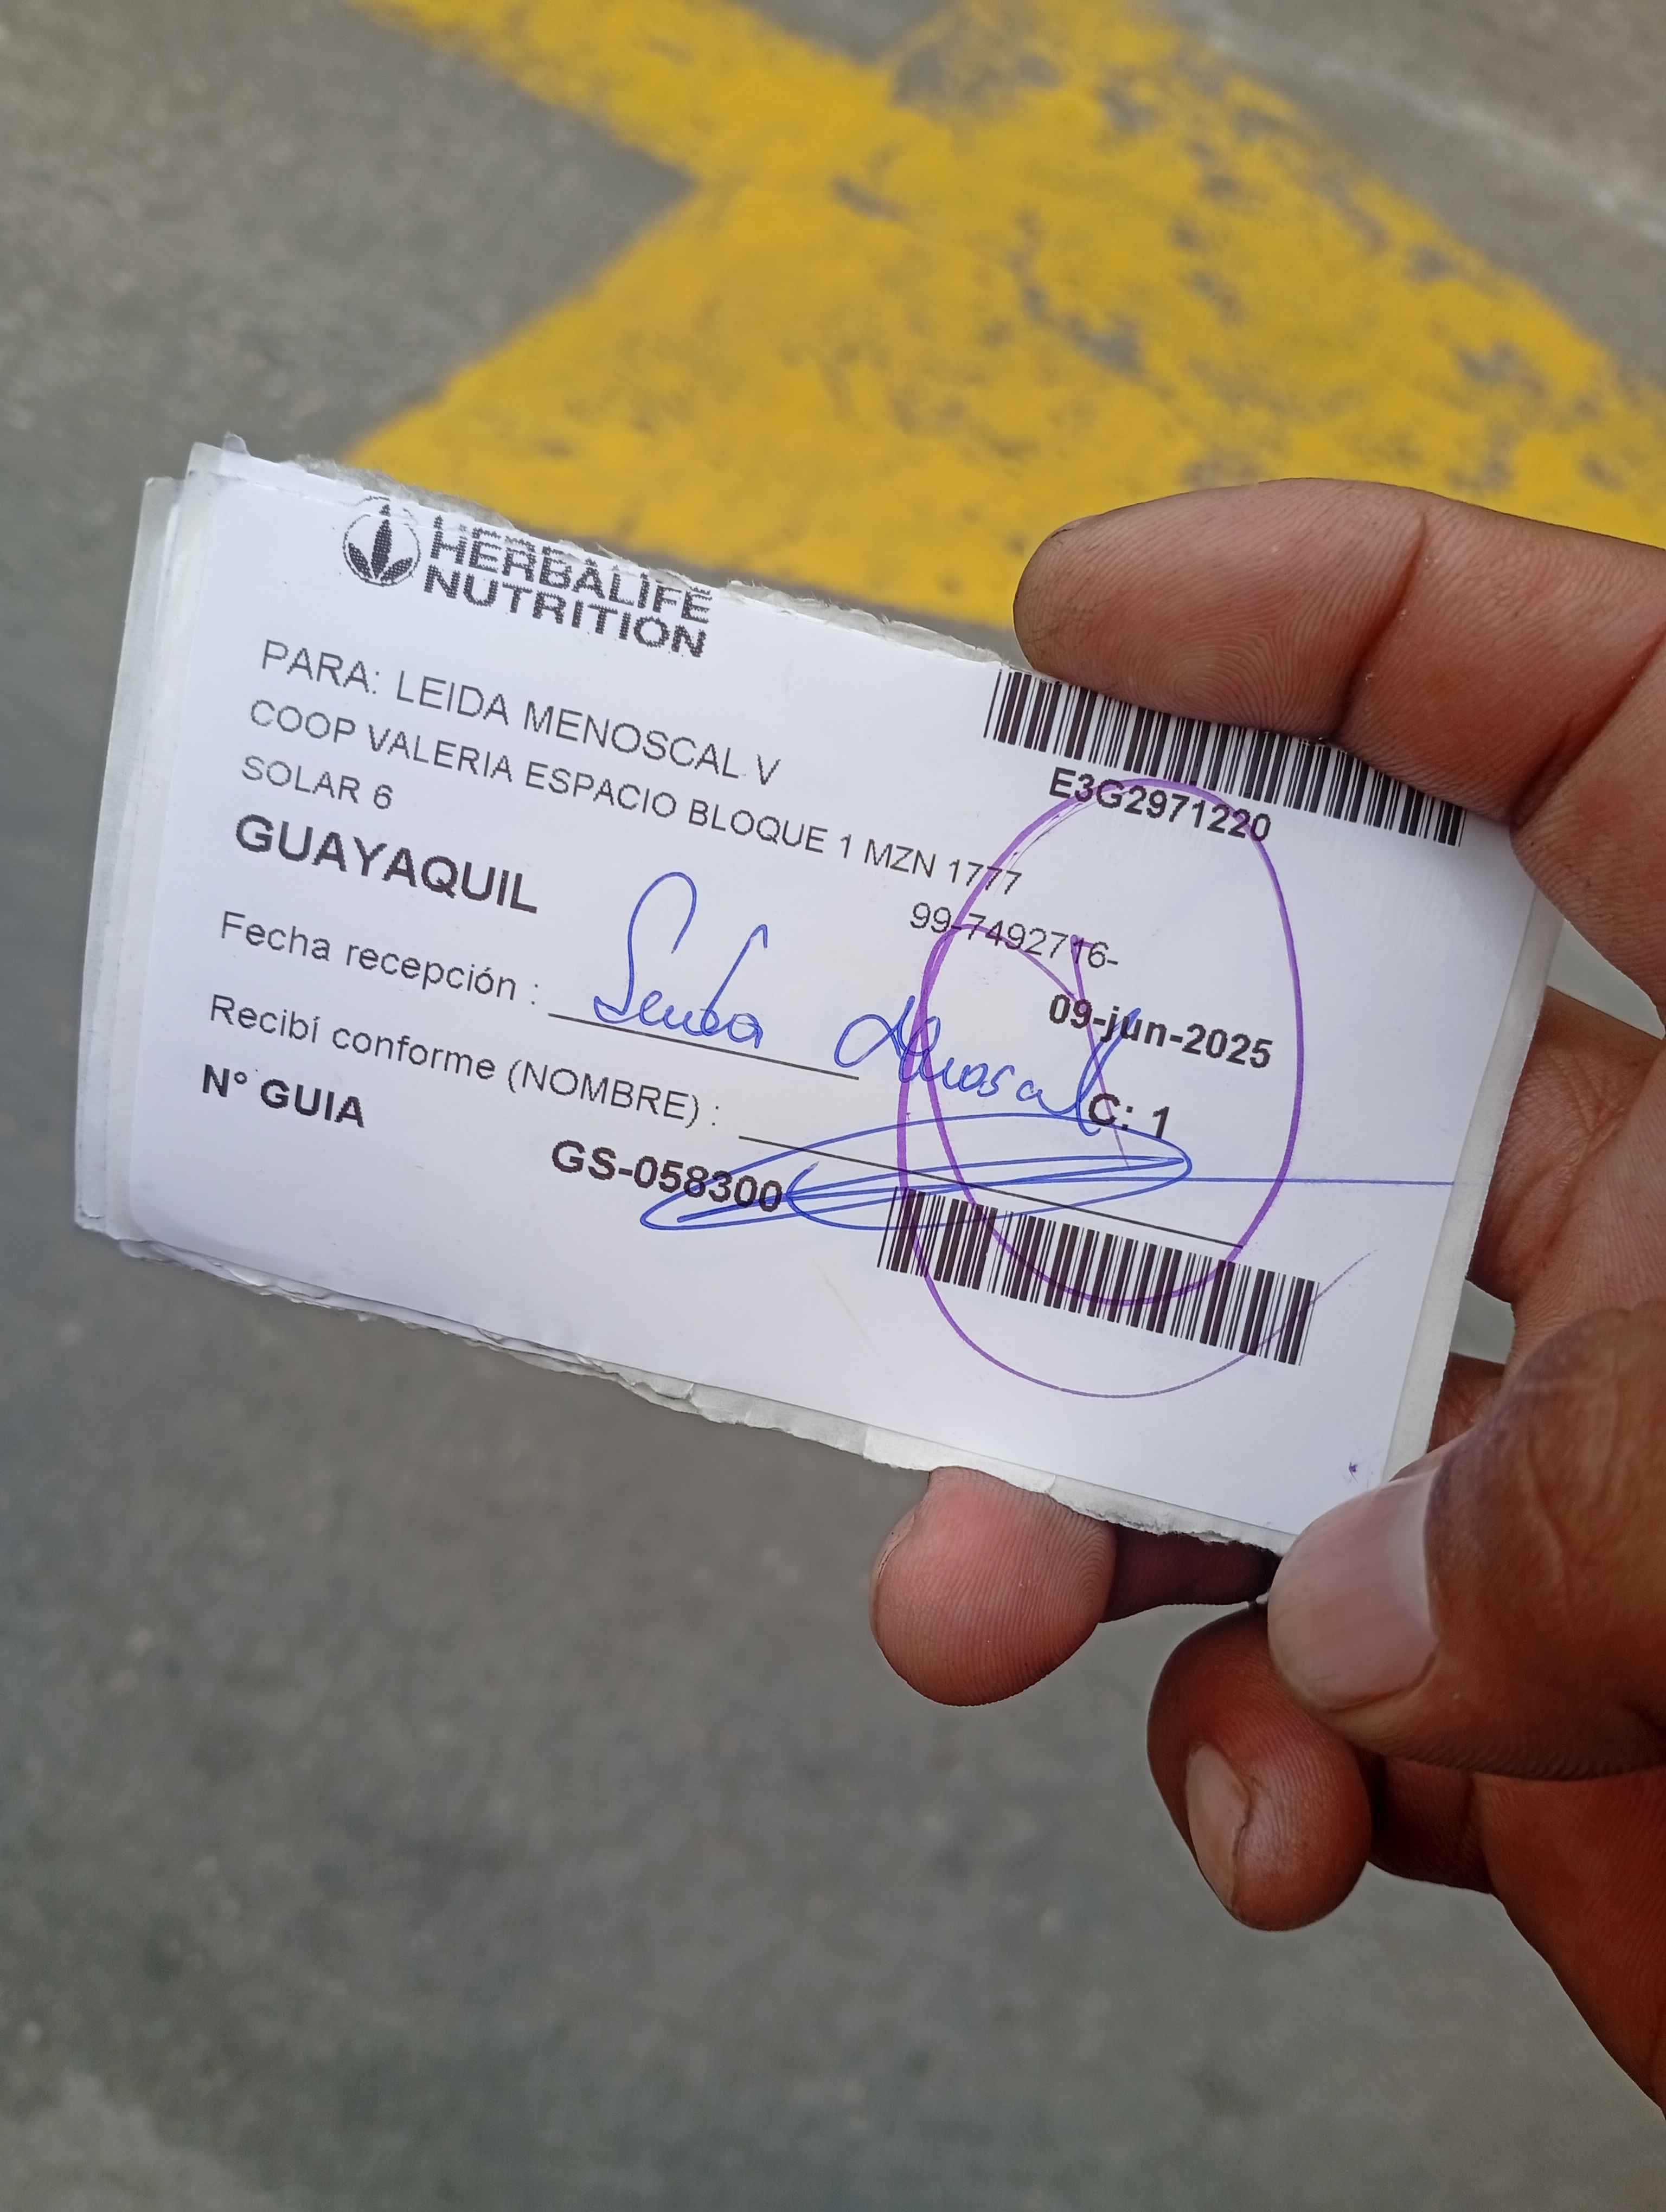 HERBALIFE
NUTRITION
PARA: LEIDA MENOSCAL V
COOP VALERIA ESPACIO BLOQUE 1 MZN 1777
SOLAR 6
GUAYAQUIL
E3G2971220
99-7492716-
Fecha recepción :
09-jun-2025
Recibí conforme (NOMBRE) :
C: 1
N° GUIA
GS-058300